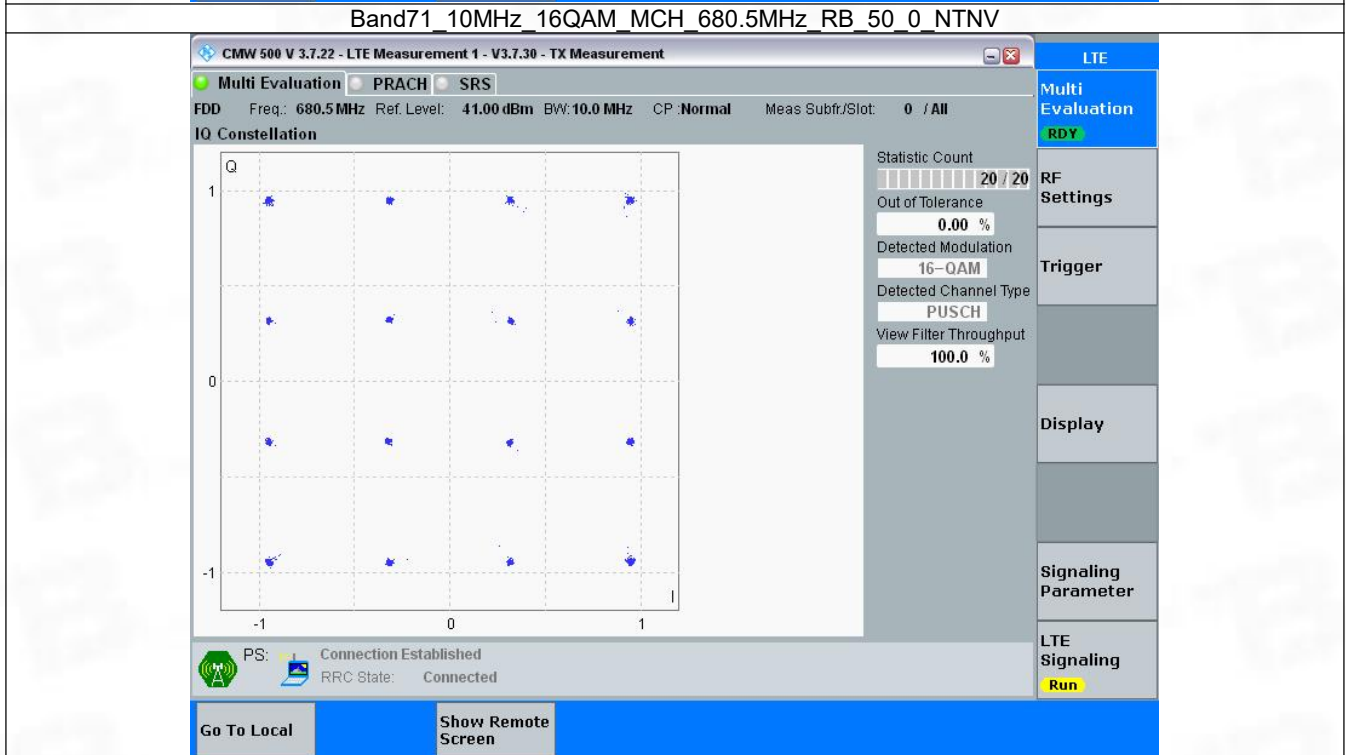 Band71_10MHz_16QAM_MCH_680.5MHz_RB_50_0_NTNV
CMW 500 V 3.7.22 - LTE Measurement 1 - V3.7.30 - TX Measurement
LTE
Multi Evaluation PRACH SRS
Multi
Evaluation
RDY
FDD Freq.: 680.5 MHz Ref. Level: 41.00 dBm BW: 10.0 MHz CP :Normal Meas Subfr./Slot: 0 / All
IQ Constellation
Q
1
0
-1
-1 0 1
I
Statistic Count
20 / 20
Out of Tolerance
0.00 %
Detected Modulation
16-QAM
Detected Channel Type
PUSCH
View Filter Throughput
100.0 %
RF
Settings
Trigger
Display
Signaling
Parameter
LTE
Signaling
Run
PS: Connection Established
RRC State: Connected
Go To Local
Show Remote
Screen